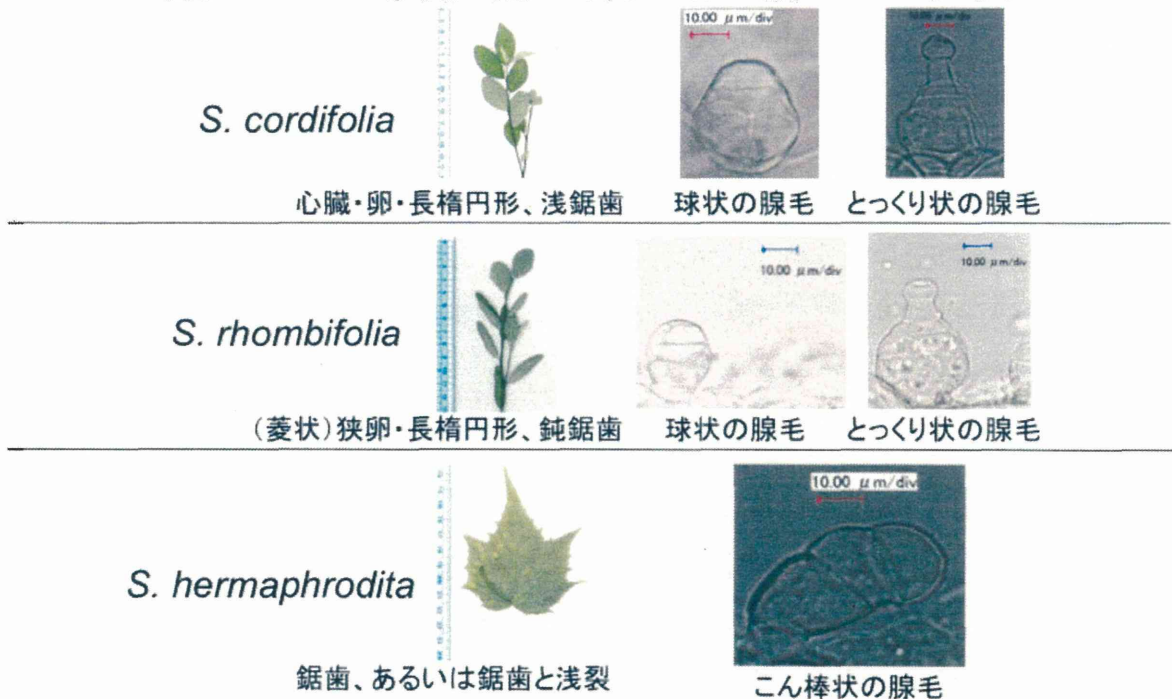 10.00 μm/div
S. cordifolia
心臓・卵・長楕円形、浅鋸歯
球状の腺毛
とっくり状の腺毛
10.00 μm/div
10.00 μm/div
S. rhombifolia
(菱状)狭卵・長楕円形、鈍鋸歯
球状の腺毛
とっくり状の腺毛
10.00 μm/div
S. hermaphrodita
鋸歯、あるいは鋸歯と浅裂
こん棒状の腺毛